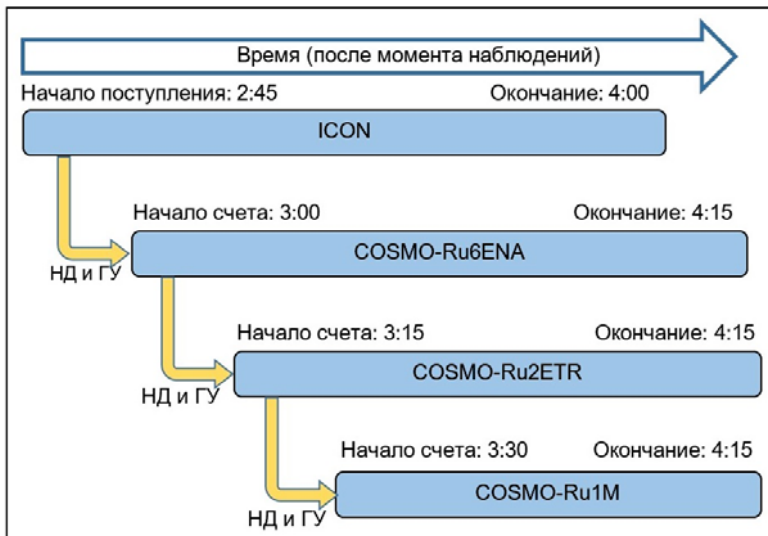 Время (после момента наблюдений)
Начало поступления: 2:45 Окончание: 4:00
ICON
Начало счета: 3:00 Окончание: 4:15
COSMO-Ru6ENA
НД и ГУ
Начало счета: 3:15 Окончание: 4:15
COSMO-Ru2ETR
НД и ГУ
Начало счета: 3:30 Окончание: 4:15
COSMO-Ru1M
НД и ГУ